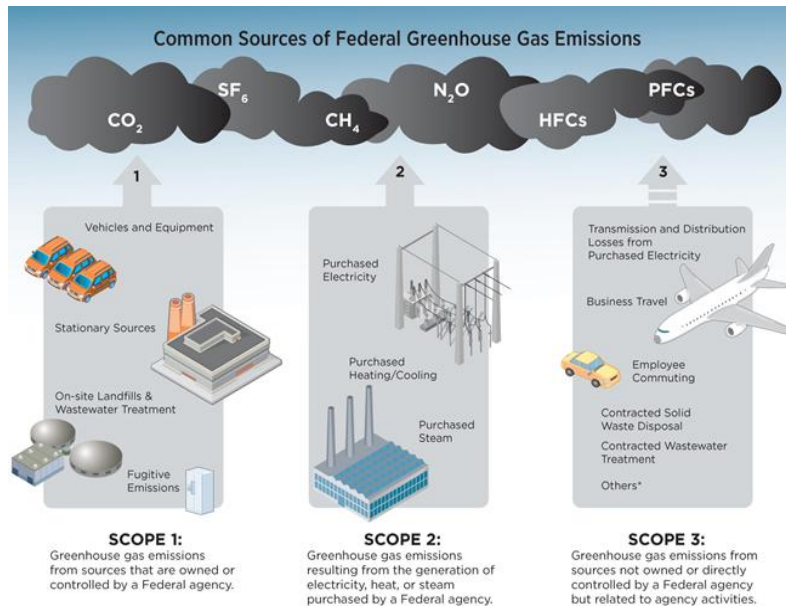 Common Sources of Federal Greenhouse Gas Emissions
CO₂
SF₆
CH₄
N₂O
HFCs
PFCs
1
Vehicles and Equipment
Stationary Sources
On-site Landfills &
Wastewater Treatment
Fugitive
Emissions
SCOPE 1:
Greenhouse gas emissions
from sources that are owned or
controlled by a Federal agency.
2
Purchased
Electricity
Purchased
Heating/Cooling
Purchased
Steam
SCOPE 2:
Greenhouse gas emissions
resulting from the generation of
electricity, heat, or steam
purchased by a Federal agency.
3
Transmission and Distribution
Losses from
Purchased Electricity
Business Travel
Employee
Commuting
Contracted Solid
Waste Disposal
Contracted Wastewater
Treatment
Others*
SCOPE 3:
Greenhouse gas emissions from
sources not owned or directly
controlled by a Federal agency
but related to agency activities.